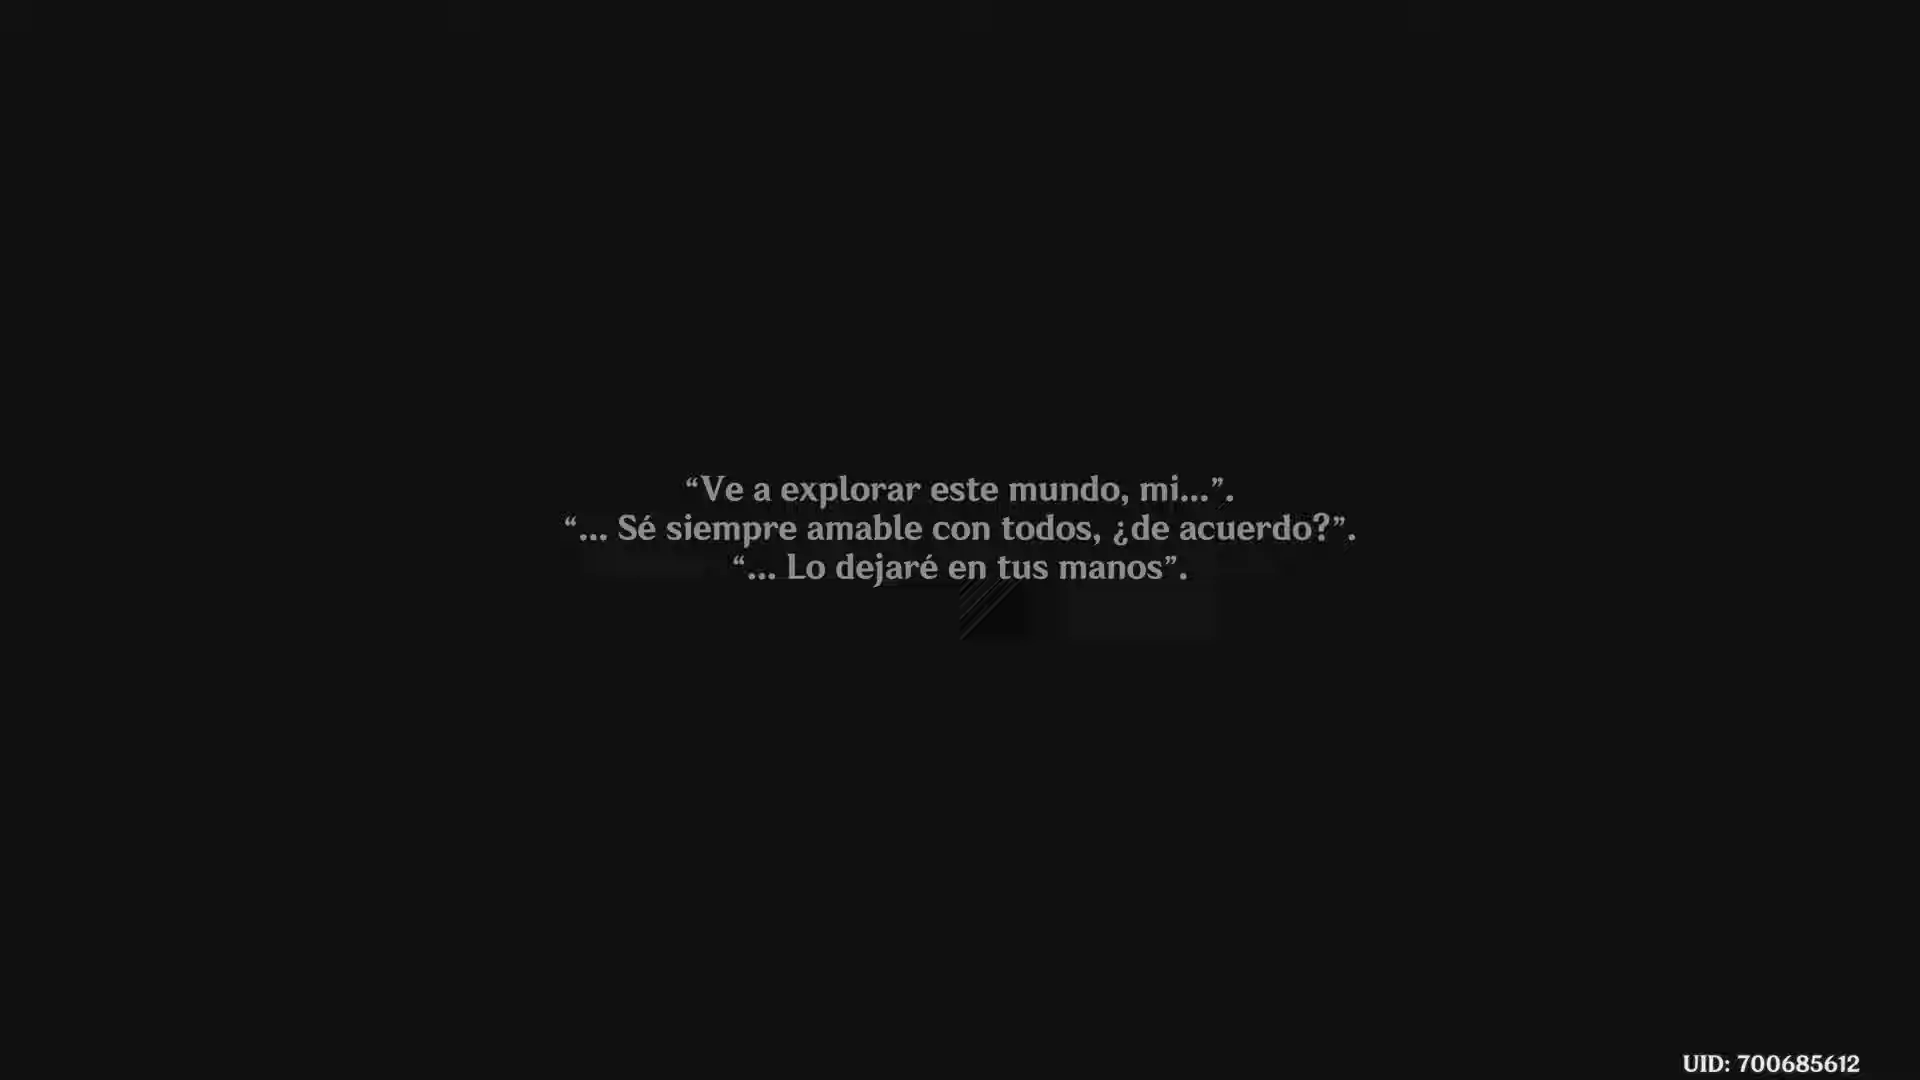 “Ve a explorar este mundo, mi...”.
“... Sé siempre amable con todos, ¿de acuerdo?”.
“... Lo dejaré en tus manos”.
UID: 700685612